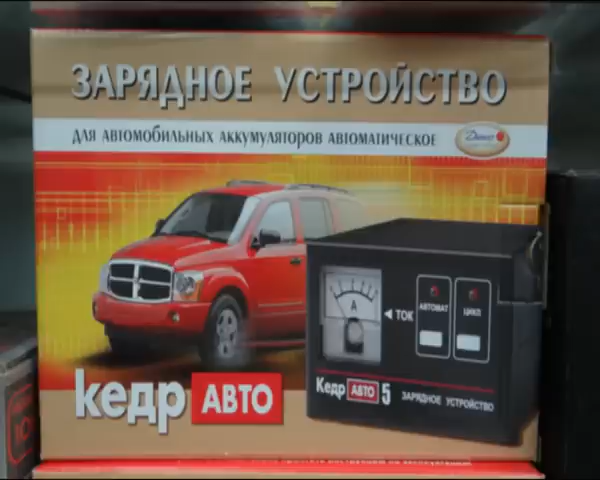 ЗАРЯДНОЕ УСТРОЙСТВО
ДЛЯ АВТОМОБИЛЬНЫХ АККУМУЛЯТОРОВ АВТОМАТИЧЕСКОЕ
A
ТОК
АВТОМАТ
ЦИКЛ
Кедр АВТО 5
ЗАРЯДНОЕ УСТРОЙСТВО
кедр АВТО